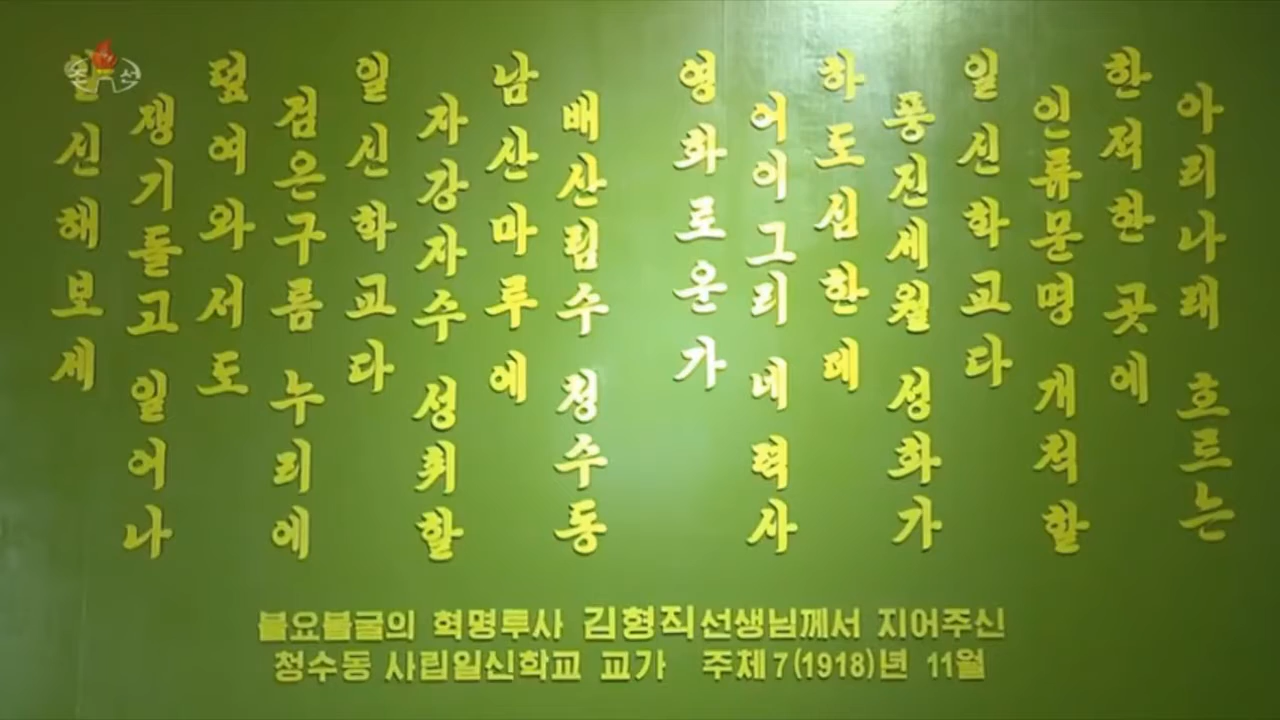 아리나래 흐르는
한적한 곳에
인류문명 개척할
일신학교다
풍진세월 성화가
하도심한데
어이그리 네 력사
영화로운가
배산림수 청수동
남산마루에
자강자수 성취할
일신학교다
검은구름 누리에
덮여와서도
쟁기들고 일어나
일신해보세
불요불굴의 혁명투사 김형직선생님께서 지어주신
청수동 사립일신학교 교가 주체7(1918)년 11월